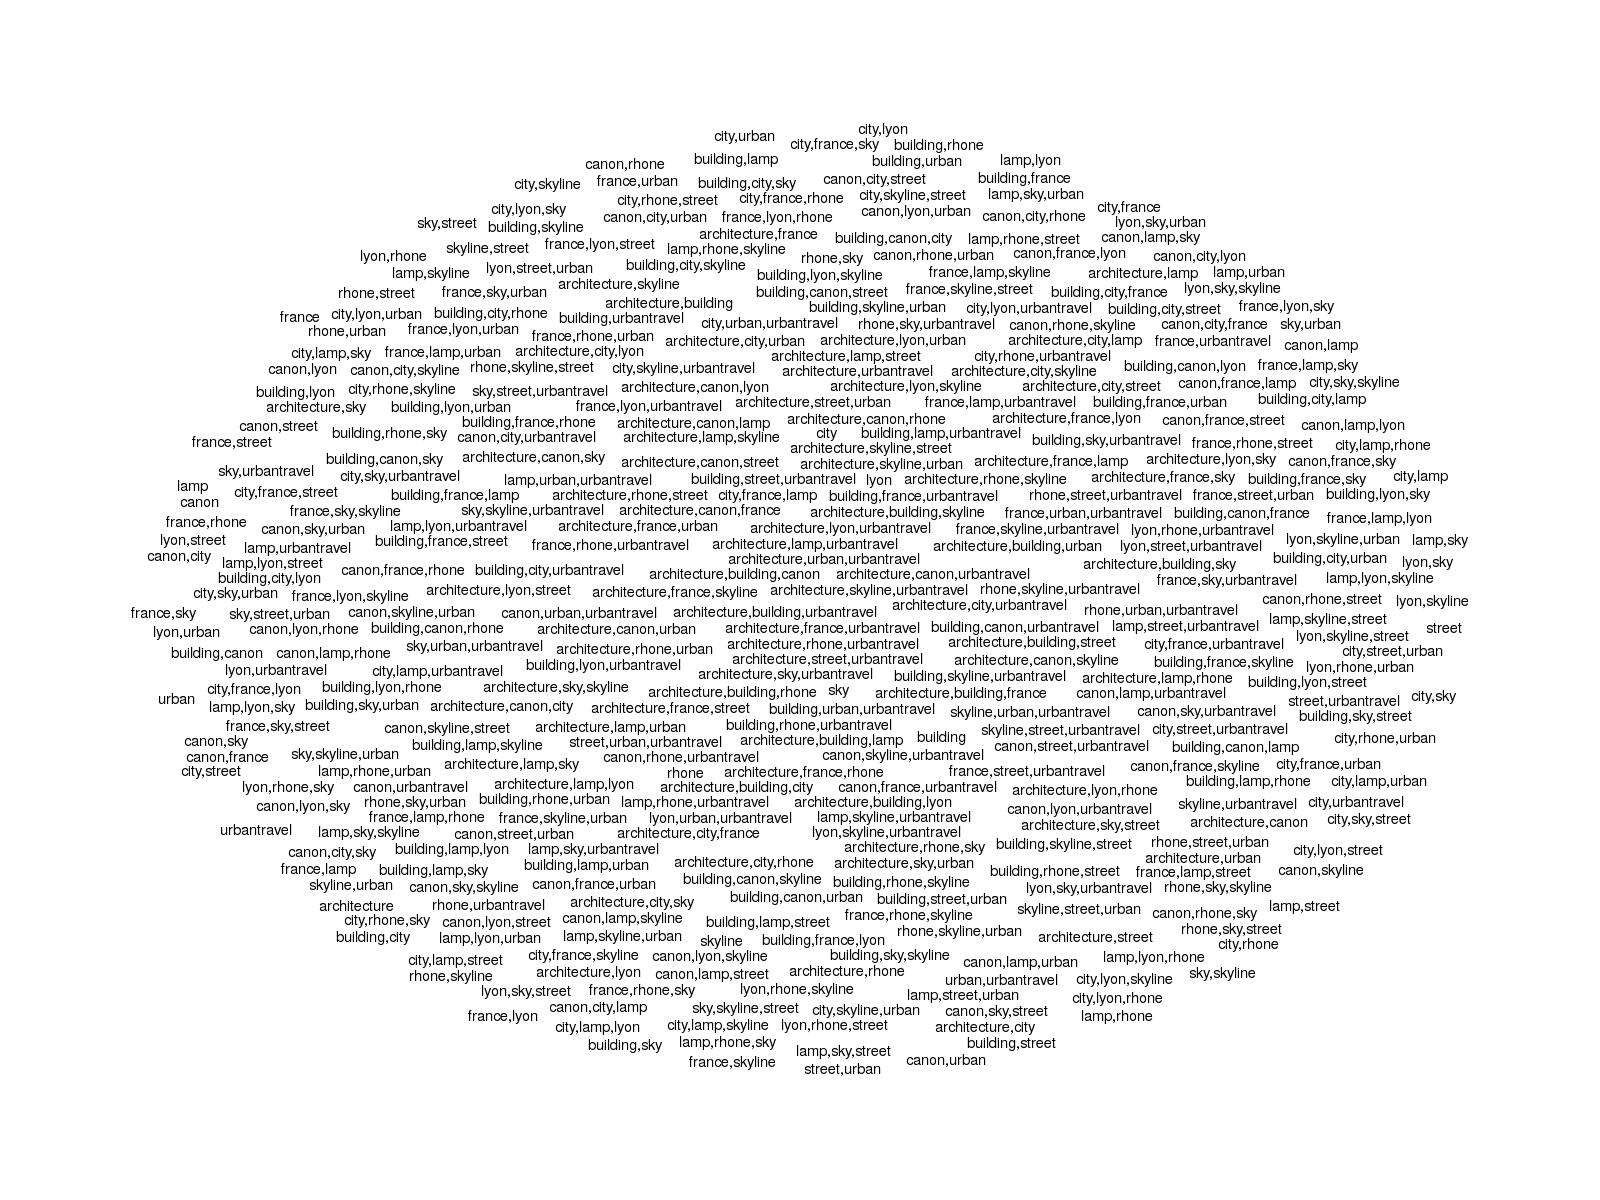 city,lyon
city,urban
city,france,sky building,rhone
building,lamp building,urban lamp,lyon
canon,rhone
city,skyline france,urban building,city,sky canon,city,street building,france
city,rhone,street city,france,rhone city,skyline,street lamp,sky,urban
city,lyon,sky canon,city,urban france,lyon,rhone canon,lyon,urban canon,city,rhone city,france
sky,street building,skyline lyon,sky,urban
architecture,france building,canon,city lamp,rhone,street canon,lamp,sky
skyline,street france,lyon,street lamp,rhone,skyline
lyon,rhone rhone,sky canon,rhone,urban canon,france,lyon canon,city,lyon
lamp,skyline lyon,street,urban building,city,skyline building,lyon,skyline france,lamp,skyline architecture,lamp lamp,urban
architecture,skyline
rhone,street france,sky,urban building,canon,street france,skyline,street building,city,france lyon,sky,skyline
architecture,building building,skyline,urban city,lyon,urbantravel building,city,street france,lyon,sky
france city,lyon,urban building,city,rhone building,urbantravel city,urban,urbantravel rhone,sky,urbantravel canon,rhone,skyline canon,city,france sky,urban
rhone,urban france,lyon,urban france,rhone,urban architecture,city,urban architecture,lyon,urban architecture,city,lamp france,urbantravel canon,lamp
city,lamp,sky france,lamp,urban architecture,city,lyon architecture,lamp,street city,rhone,urbantravel
canon,lyon canon,city,skyline rhone,skyline,street city,skyline,urbantravel architecture,urbantravel architecture,city,skyline building,canon,lyon france,lamp,sky
building,lyon city,rhone,skyline sky,street,urbantravel architecture,canon,lyon architecture,lyon,skyline architecture,city,street canon,france,lamp city,sky,skyline
architecture,sky building,lyon,urban france,lyon,urbantravel architecture,street,urban france,lamp,urbantravel building,france,urban building,city,lamp
canon,street building,france,rhone architecture,canon,lamp architecture,canon,rhone architecture,france,lyon canon,france,street canon,lamp,lyon
france,street building,rhone,sky canon,city,urbantravel architecture,lamp,skyline city building,lamp,urbantravel building,sky,urbantravel france,rhone,street city,lamp,rhone
architecture,skyline,street
building,canon,sky architecture,canon,sky architecture,canon,street architecture,skyline,urban architecture,france,lamp architecture,lyon,sky canon,france,sky
sky,urbantravel city,sky,urbantravel lamp,urban,urbantravel building,street,urbantravel lyon architecture,rhone,skyline architecture,france,sky building,france,sky city,lamp
lamp city,france,street building,france,lamp architecture,rhone,street city,france,lamp building,france,urbantravel rhone,street,urbantravel france,street,urban building,lyon,sky
canon france,sky,skyline sky,skyline,urbantravel architecture,canon,france architecture,building,skyline france,urban,urbantravel building,canon,france france,lamp,lyon
france,rhone canon,sky,urban lamp,lyon,urbantravel architecture,france,urban architecture,lyon,urbantravel france,skyline,urbantravel lyon,rhone,urbantravel
lyon,street lamp,urbantravel building,france,street france,rhone,urbantravel architecture,lamp,urbantravel architecture,building,urban lyon,street,urbantravel lyon,skyline,urban lamp,sky
canon,city lamp,lyon,street architecture,urban,urbantravel architecture,building,sky building,city,urban lyon,sky
building,city,lyon canon,france,rhone building,city,urbantravel architecture,building,canon architecture,canon,urbantravel france,sky,urbantravel lamp,lyon,skyline
city,sky,urban france,lyon,skyline architecture,lyon,street architecture,france,skyline architecture,skyline,urbantravel rhone,skyline,urbantravel canon,rhone,street lyon,skyline
france,sky sky,street,urban canon,skyline,urban canon,urban,urbantravel architecture,building,urbantravel architecture,city,urbantravel rhone,urban,urbantravel lamp,skyline,street
lyon,urban canon,lyon,rhone building,canon,rhone architecture,canon,urban architecture,france,urbantravel building,canon,urbantravel lamp,street,urbantravel lyon,skyline,street street
building,canon canon,lamp,rhone sky,urban,urbantravel architecture,rhone,urban architecture,rhone,urbantravel architecture,building,street city,france,urbantravel city,street,urban
lyon,urbantravel city,lamp,urbantravel building,lyon,urbantravel architecture,street,urbantravel architecture,canon,skyline building,france,skyline lyon,rhone,urban
architecture,sky,urbantravel building,skyline,urbantravel architecture,lamp,rhone building,lyon,street
urban city,france,lyon building,lyon,rhone architecture,sky,skyline architecture,building,rhone sky architecture,building,france canon,lamp,urbantravel street,urbantravel city,sky
lamp,lyon,sky building,sky,urban architecture,canon,city architecture,france,street building,urban,urbantravel skyline,urban,urbantravel canon,sky,urbantravel building,sky,street
france,sky,street canon,skyline,street architecture,lamp,urban building,rhone,urbantravel skyline,street,urbantravel city,street,urbantravel
canon,sky building,lamp,skyline street,urban,urbantravel architecture,building,lamp building canon,street,urbantravel building,canon,lamp city,rhone,urban
canon,france sky,skyline,urban architecture,lamp,sky canon,rhone,urbantravel canon,skyline,urbantravel canon,france,skyline city,france,urban
city,street lamp,rhone,urban rhone architecture,france,rhone france,street,urbantravel building,lamp,rhone city,lamp,urban
lyon,rhone,sky canon,urbantravel architecture,lamp,lyon architecture,building,city canon,france,urbantravel architecture,lyon,rhone
canon,lyon,sky rhone,sky,urban building,rhone,urban lamp,rhone,urbantravel architecture,building,lyon canon,lyon,urbantravel skyline,urbantravel city,urbantravel
france,lamp,rhone france,skyline,urban lyon,urban,urbantravel lamp,skyline,urbantravel architecture,sky,street architecture,canon city,sky,street
urbantravel lamp,sky,skyline canon,street,urban architecture,city,france lyon,skyline,urbantravel
canon,city,sky building,lamp,lyon lamp,sky,urbantravel architecture,rhone,sky building,skyline,street rhone,street,urban city,lyon,street
france,lamp building,lamp,sky building,lamp,urban architecture,city,rhone architecture,sky,urban building,rhone,street architecture,urban france,lamp,street canon,skyline
skyline,urban canon,sky,skyline canon,france,urban building,canon,skyline building,rhone,skyline lyon,sky,urbantravel rhone,sky,skyline
architecture rhone,urbantravel architecture,city,sky building,canon,urban building,street,urban skyline,street,urban canon,rhone,sky lamp,street
city,rhone,sky canon,lyon,street canon,lamp,skyline building,lamp,street france,rhone,skyline rhone,skyline,urban rhone,sky,street
building,city lamp,lyon,urban lamp,skyline,urban skyline building,france,lyon architecture,street city,rhone
city,lamp,street city,france,skyline canon,lyon,skyline building,sky,skyline canon,lamp,urban lamp,lyon,rhone
rhone,skyline architecture,lyon canon,lamp,street architecture,rhone urban,urbantravel city,lyon,skyline sky,skyline
lyon,sky,street france,rhone,sky lyon,rhone,skyline lamp,street,urban city,lyon,rhone
france,lyon canon,city,lamp sky,skyline,street city,skyline,urban canon,sky,street lamp,rhone
city,lamp,lyon city,lamp,skyline lyon,rhone,street architecture,city
building,sky lamp,rhone,sky lamp,sky,street building,street
france,skyline street,urban canon,urban